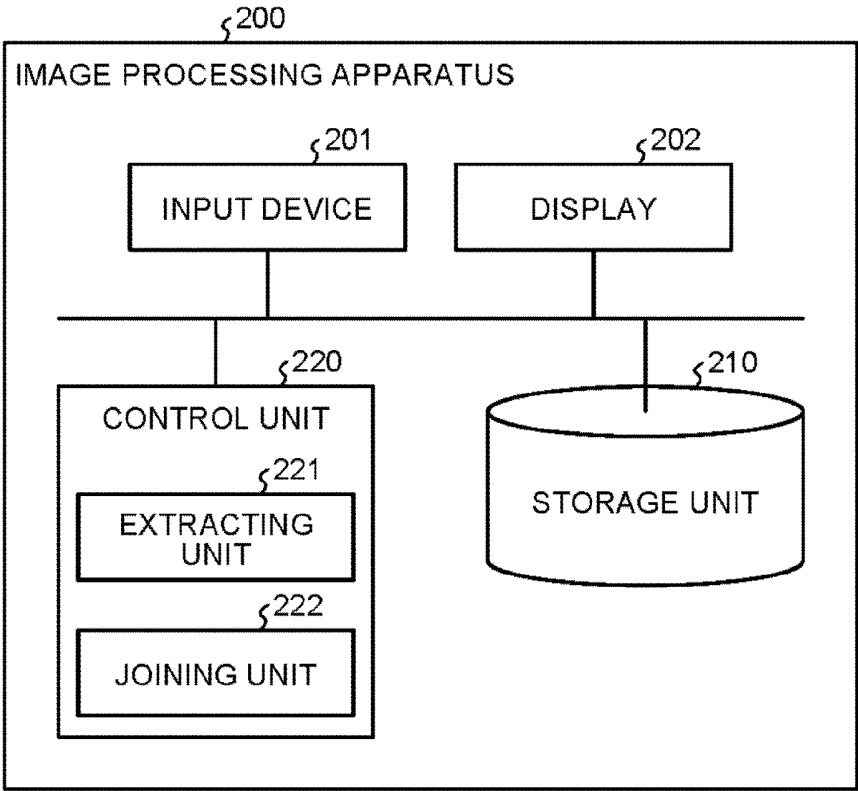 200
IMAGE PROCESSING APPARATUS
201
202
INPUT DEVICE
DISPLAY
220
210
CONTROL UNIT
221
EXTRACTING
UNIT
STORAGE UNIT
222
JOINING UNIT